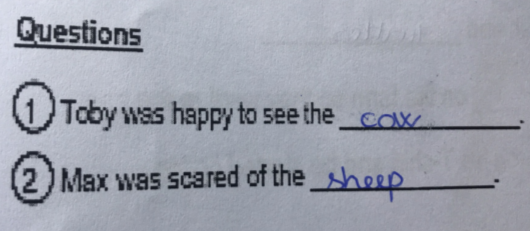 Questions
1 Toby was happy to see the cow.
2 Max was scared of the sheep.